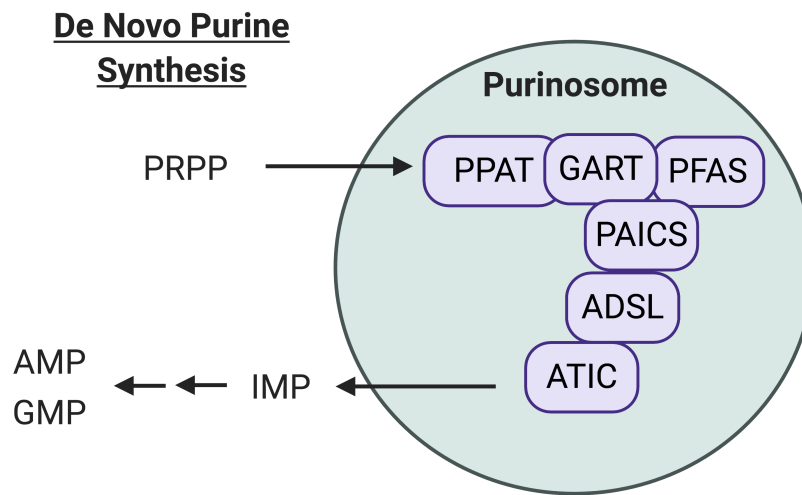 De Novo Purine
Synthesis
Purinosome
PRPP
PPAT
GART
PFAS
PAICS
ADSL
ATIC
IMP
AMP
GMP